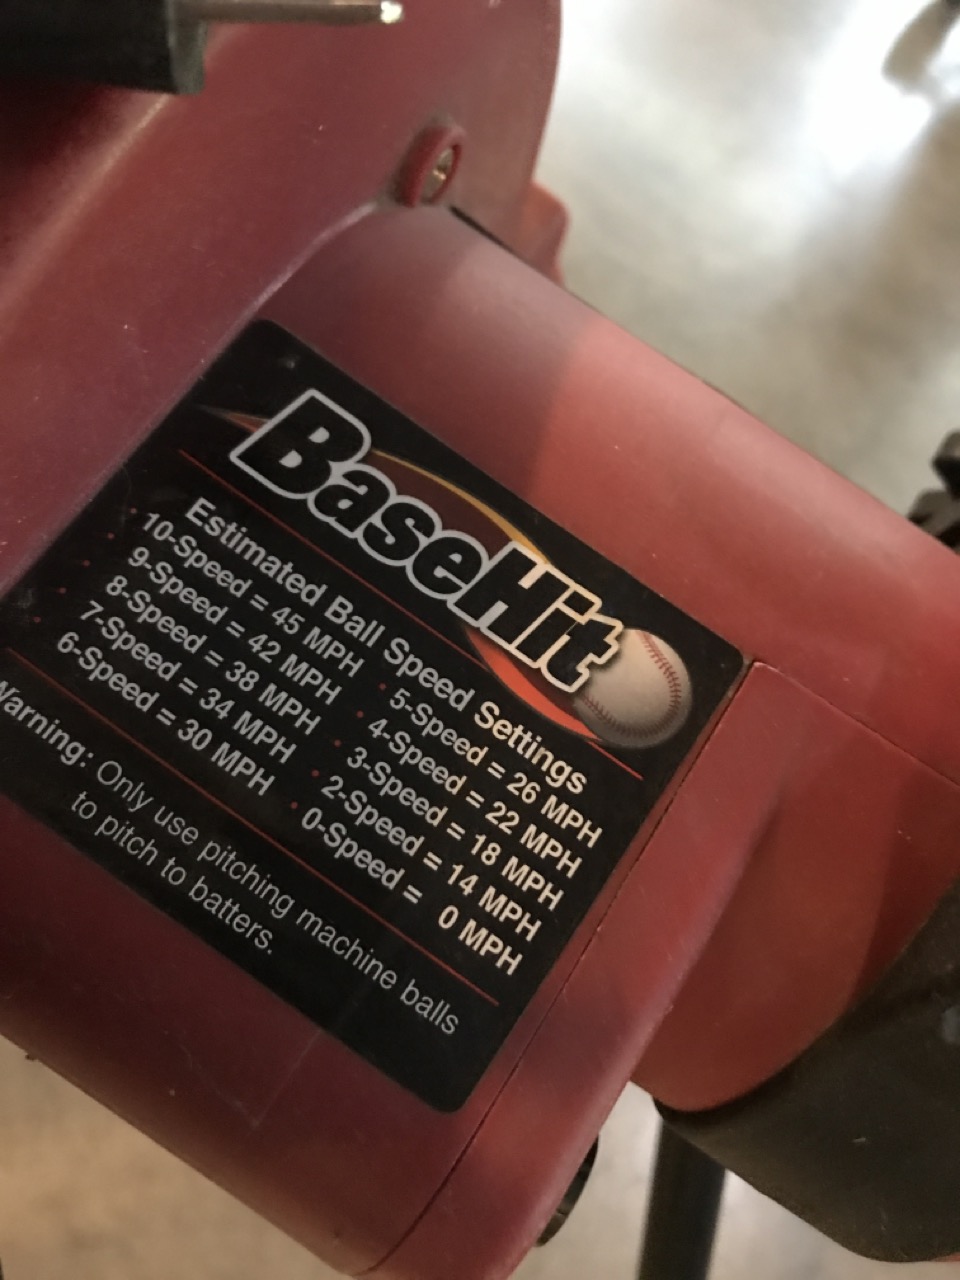 BaseHit
Estimated Ball Speed Settings
10-Speed = 45 MPH
9-Speed = 42 MPH
8-Speed = 38 MPH
7-Speed = 34 MPH
6-Speed = 30 MPH
5-Speed = 26 MPH
4-Speed = 22 MPH
3-Speed = 18 MPH
2-Speed = 14 MPH
0-Speed = 0 MPH
Warning: Only use pitching machine balls
to pitch to batters.